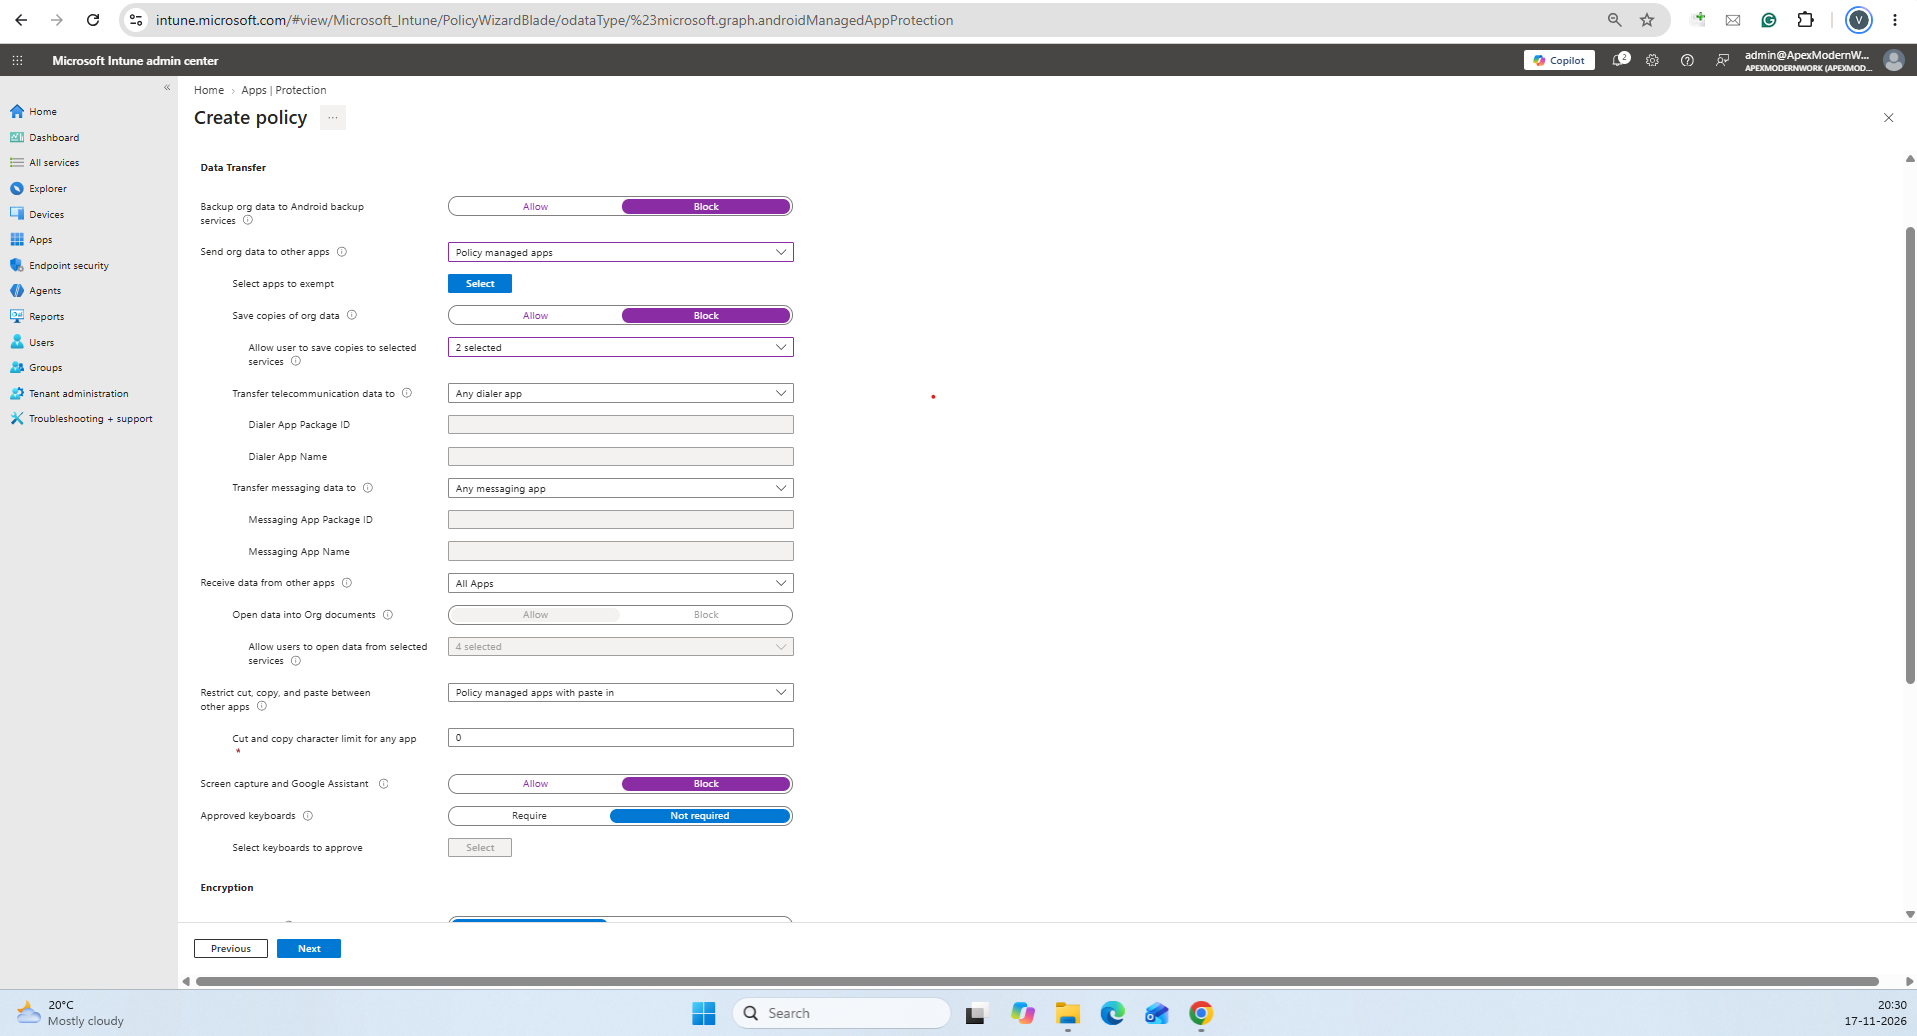 intune.microsoft.com/#view/Microsoft_Intune/PolicyWizardBlade/odataType/%23microsoft.graph.androidManagedAppProtection
V
Microsoft Intune admin center
Copilot
2
admin@ApexModernW...
APEXMODERNWORK (APEXMOD...
«
Home
Dashboard
All services
Explorer
Devices
Apps
Endpoint security
Agents
Reports
Users
Groups
Tenant administration
Troubleshooting + support
Home > Apps | Protection
Create policy
...
Data Transfer
Backup org data to Android backup
services
Allow
Block
Send org data to other apps
Policy managed apps
Select apps to exempt
Select
Save copies of org data
Allow
Block
Allow user to save copies to selected
services
2 selected
Transfer telecommunication data to
Any dialer app
Dialer App Package ID
Dialer App Name
Transfer messaging data to
Any messaging app
Messaging App Package ID
Messaging App Name
Receive data from other apps
All Apps
Open data into Org documents
Allow
Block
Allow users to open data from selected
services
4 selected
Restrict cut, copy, and paste between
other apps
Policy managed apps with paste in
Cut and copy character limit for any app
*
0
Screen capture and Google Assistant
Allow
Block
Approved keyboards
Require
Not required
Select keyboards to approve
Select
Encryption
Previous
Next
20°C
Mostly cloudy
Search
20:30
17-11-2026